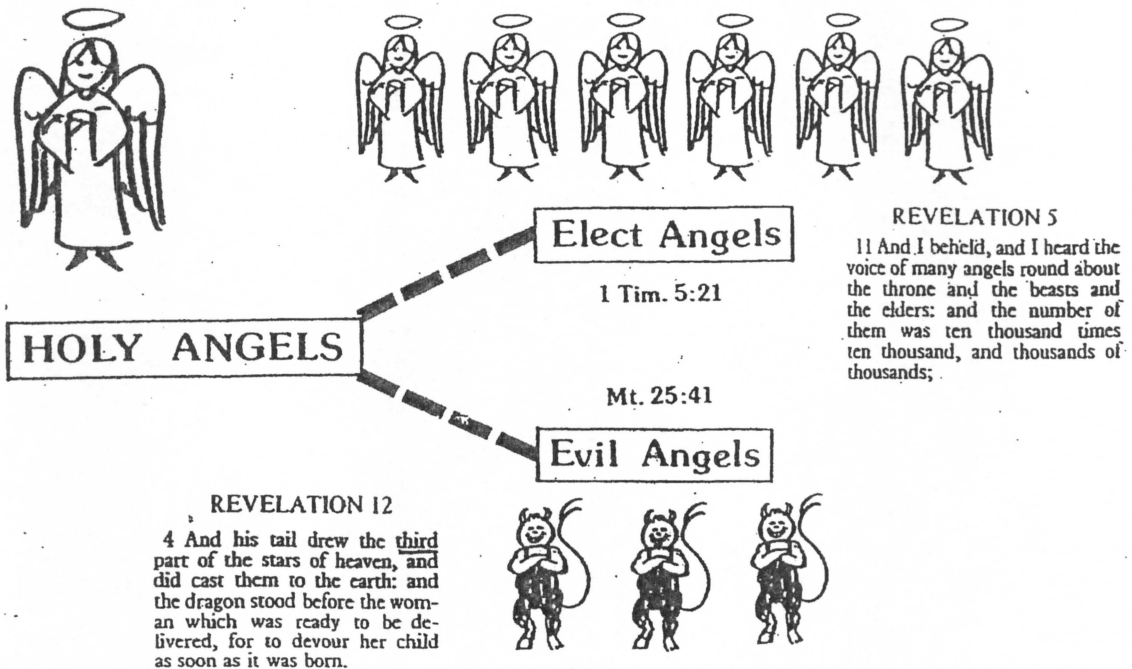 Elect Angels
1 Tim. 5:21
REVELATION 5
11 And I beheld, and I heard the
voice of many angels round about
the throne and the beasts and
the elders: and the number of
them was ten thousand times
ten thousand, and thousands of
thousands;
HOLY ANGELS
Mt. 25:41
Evil Angels
REVELATION 12
4 And his tail drew the third
part of the stars of heaven, and
did cast them to the earth: and
the dragon stood before the wom-
an which was ready to be de-
livered, for to devour her child
as soon as it was born.